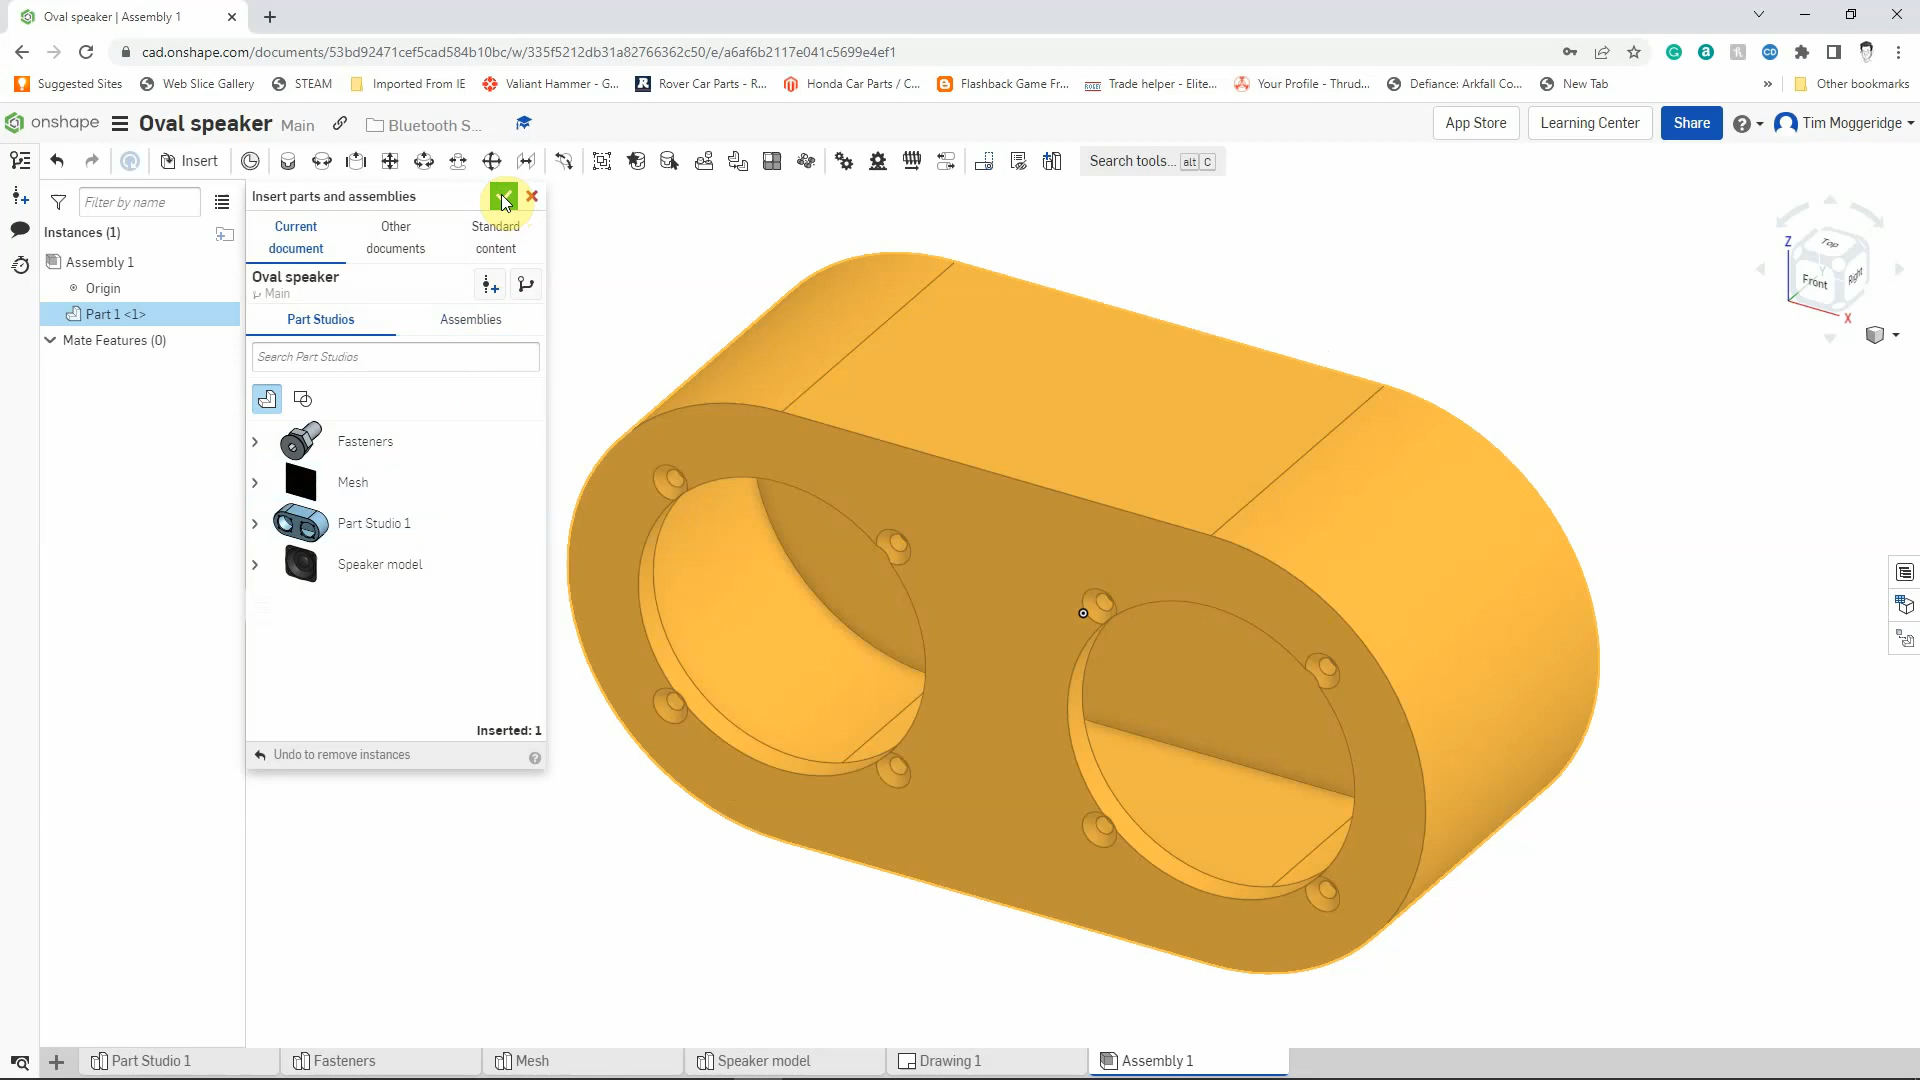 Oval speaker | Assembly 1
cad.onshape.com/documents/53bd92471cef5cad584b10bc/w/335f5212db31a82766362c50/e/a6af6b2117e041c5699e4ef1
Suggested Sites
Web Slice Gallery
STEAM
Imported From IE
Valiant Hammer - G...
Rover Car Parts - R...
Honda Car Parts / C...
Flashback Game Fr...
Trade helper - Elite...
Your Profile - Thrud...
Defiance: Arkfall Co...
New Tab
»
Other bookmarks
onshape
Oval speaker Main
Bluetooth S...
App Store
Learning Center
Share
Tim Moggeridge
Insert
Search tools... alt C
Filter by name
Instances (1)
Assembly 1
Origin
Part 1 <1>
Mate Features (0)
Insert parts and assemblies
Current document
Other documents
Standard content
Oval speaker
Main
Part Studios
Assemblies
Search Part Studios
Fasteners
Mesh
Part Studio 1
Speaker model
Inserted: 1
Undo to remove instances
Z
Top
Front
Right
X
Part Studio 1
Fasteners
Mesh
Speaker model
Drawing 1
Assembly 1